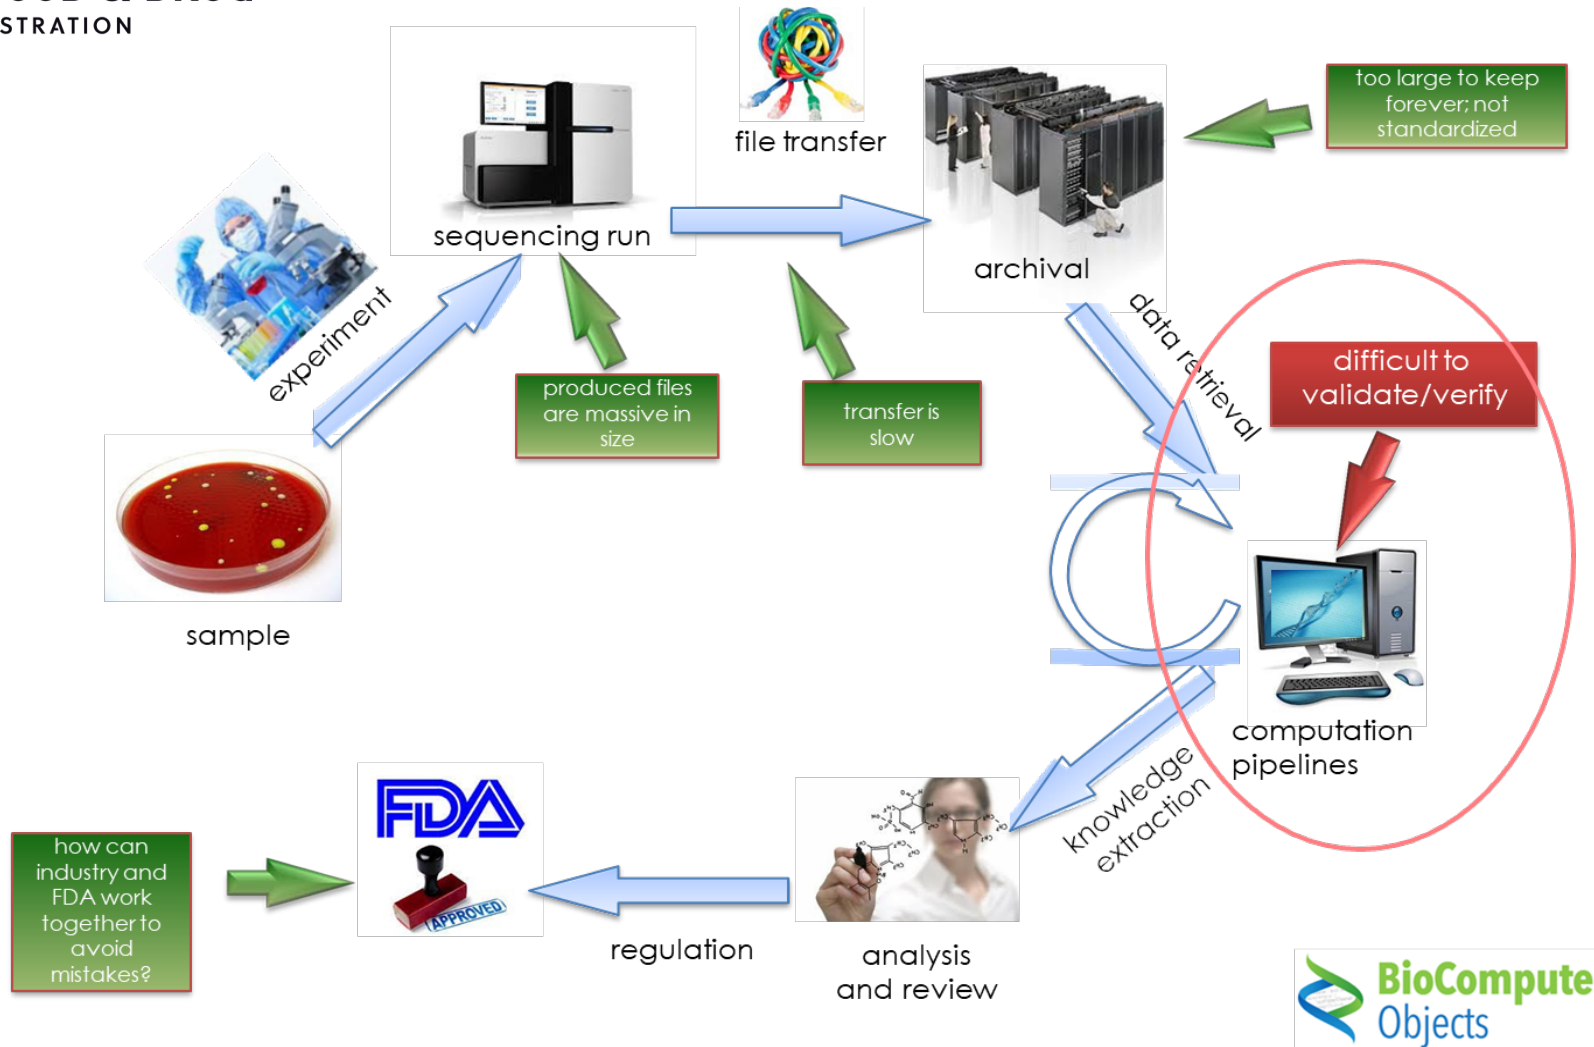 STRATION
file transfer
too large to keep
forever; not
standardized
sequencing run
archival
experiment
data retrieval
produced files
are massive in
size
transfer is
slow
difficult to
validate/verify
sample
computation
pipelines
knowledge
extraction
how can
industry and
FDA work
together to
avoid
mistakes?
FDA
APPROVED
regulation
analysis
and review
BioCompute
Objects